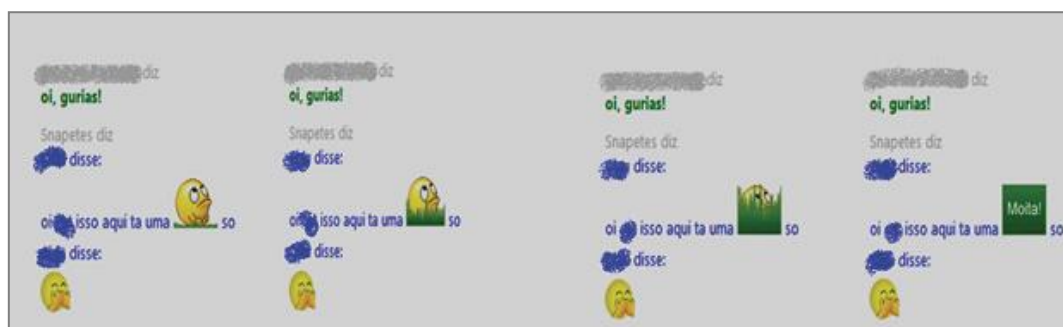 diz
oi, gurias!
Snapetes diz
disse:
oi isso aqui ta uma so
disse:
diz
oi, gurias!
Snapetes diz
disse:
oi isso aqui ta uma so
disse:
diz
oi, gurias!
Snapetes diz
disse:
oi isso aqui ta uma so
disse:
diz
oi, gurias!
Snapetes diz
disse:
Moita!
oi isso aqui ta uma so
disse: